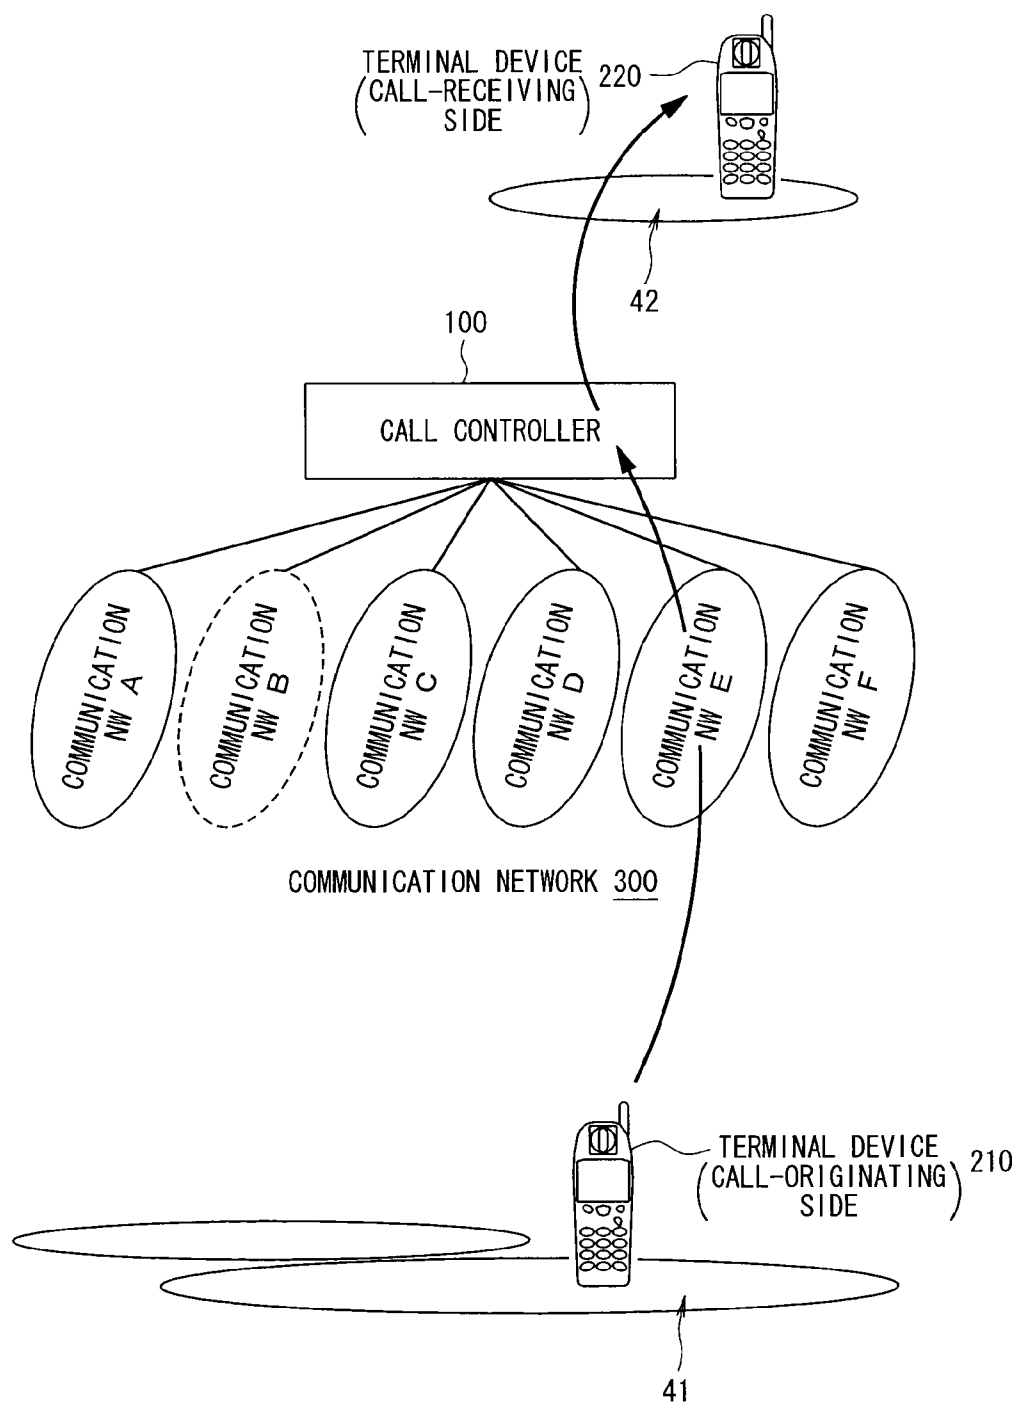 TERMINAL DEVICE
(CALL-RECEIVING
SIDE)
220
42
100
CALL CONTROLLER
COMMUNICATION
NW A
COMMUNICATION
NW B
COMMUNICATION
NW C
COMMUNICATION
NW D
COMMUNICATION
NW E
COMMUNICATION
NW F
COMMUNICATION NETWORK 300
TERMINAL DEVICE
(CALL-ORIGINATING
SIDE)
210
41